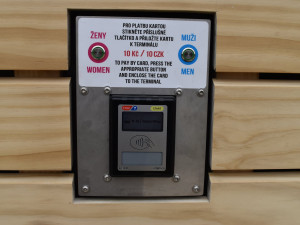 PRO PLATBU KARTOU
STISKNĚTE PŘÍSLUŠNÉ
TLAČÍTKO A PŘILOŽTE KARTU
K TERMINÁLU
ŽENY
MUŽI
10 Kč / 10 CZK
WOMEN
MEN
TO PAY BY CARD, PRESS THE
APPROPRIATE BUTTON
AND ENCLOSE THE CARD
TO THE TERMINAL